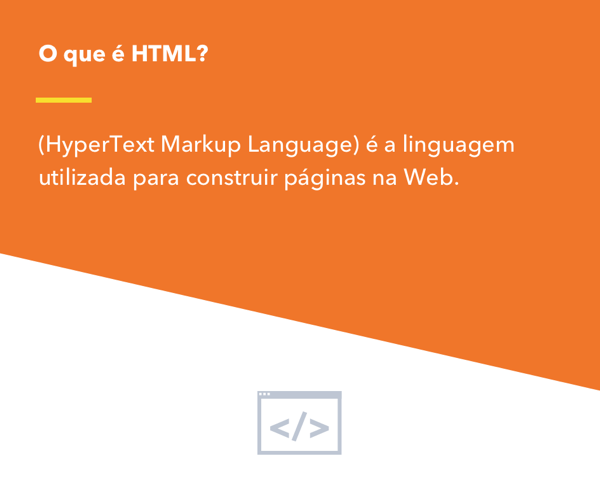 O que é HTML?
(HyperText Markup Language) é a linguagem
utilizada para construir páginas na Web.
</>